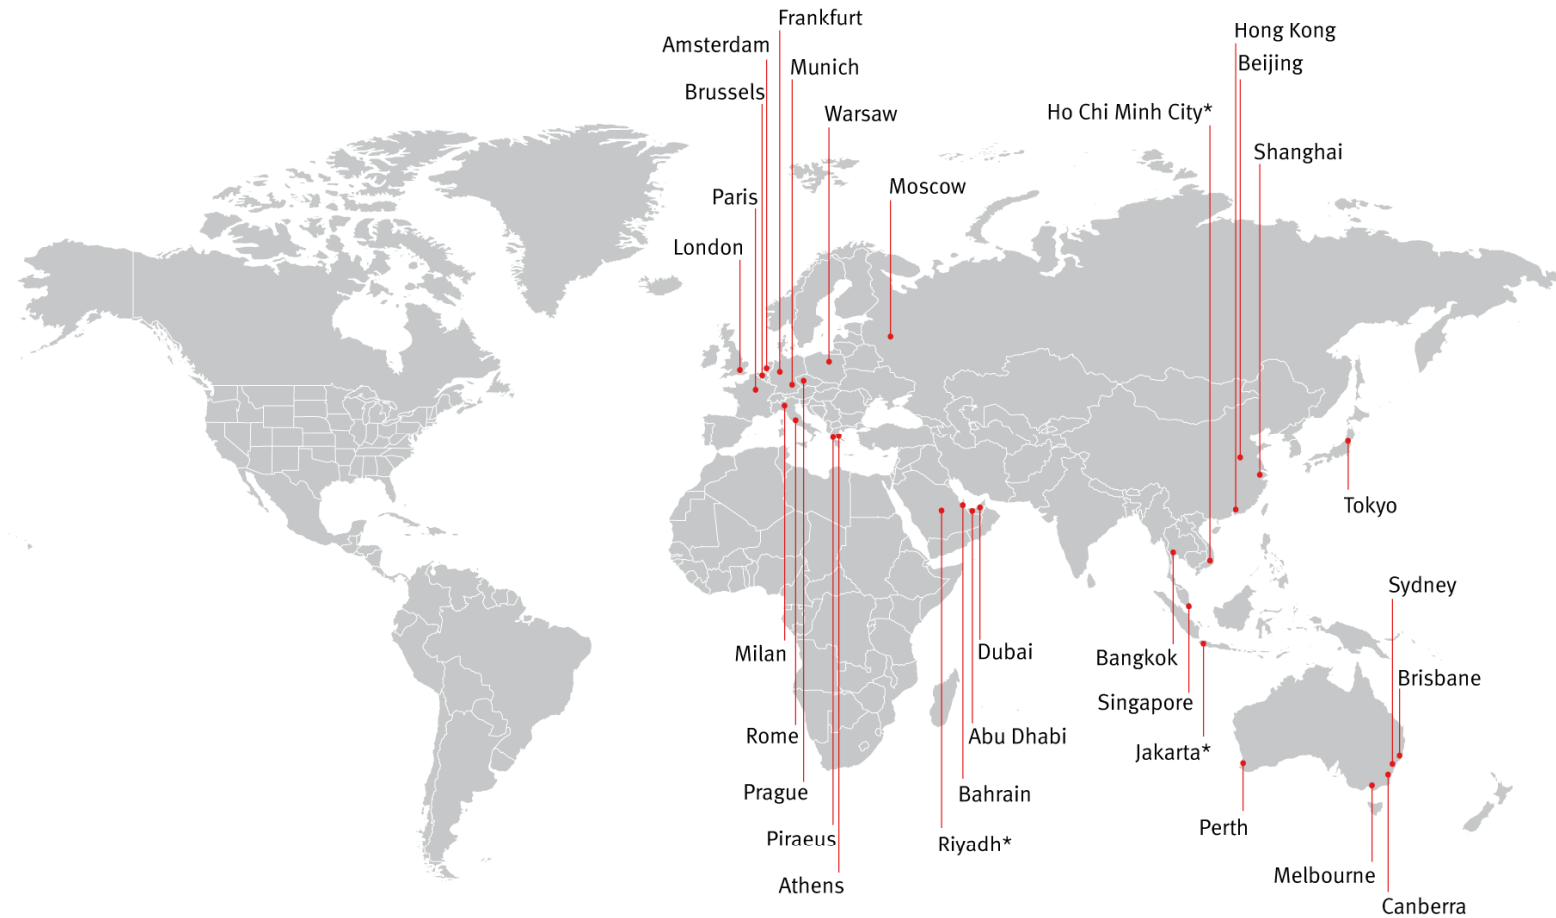 Frankfurt
Hong Kong
Amsterdam
Beijing
Munich
Brussels
Ho Chi Minh City*
Warsaw
Shanghai
Moscow
Paris
London
Tokyo
Sydney
Milan
Dubai
Bangkok
Brisbane
Singapore
Rome
Abu Dhabi
Jakarta*
Prague
Bahrain
Perth
Piraeus
Riyadh*
Melbourne
Athens
Canberra